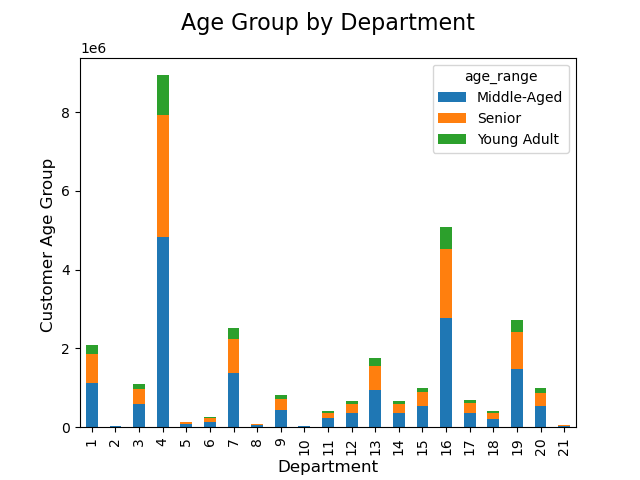 Age Group by Department
1e6
age_range
Middle-Aged
Senior
Young Adult
8
6
4
2
0
Customer Age Group
1 2 3 4 5 6 7 8 9 10 11 12 13 14 15 16 17 18 19 20 21
Department